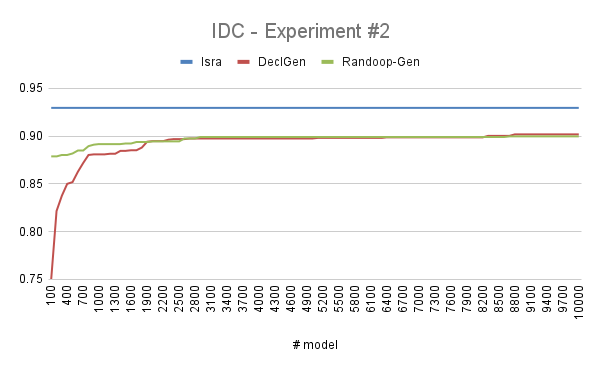 IDC - Experiment #2
Isra DeclGen Randoop-Gen
0.95
0.90
0.85
0.80
0.75
100 400 700 1000 1300 1600 1900 2200 2500 2800 3100 3400 3700 4000 4300 4600 4900 5200 5500 5800 6100 6400 6700 7000 7300 7600 7900 8200 8500 8800 9100 9400 9700 10000
# model